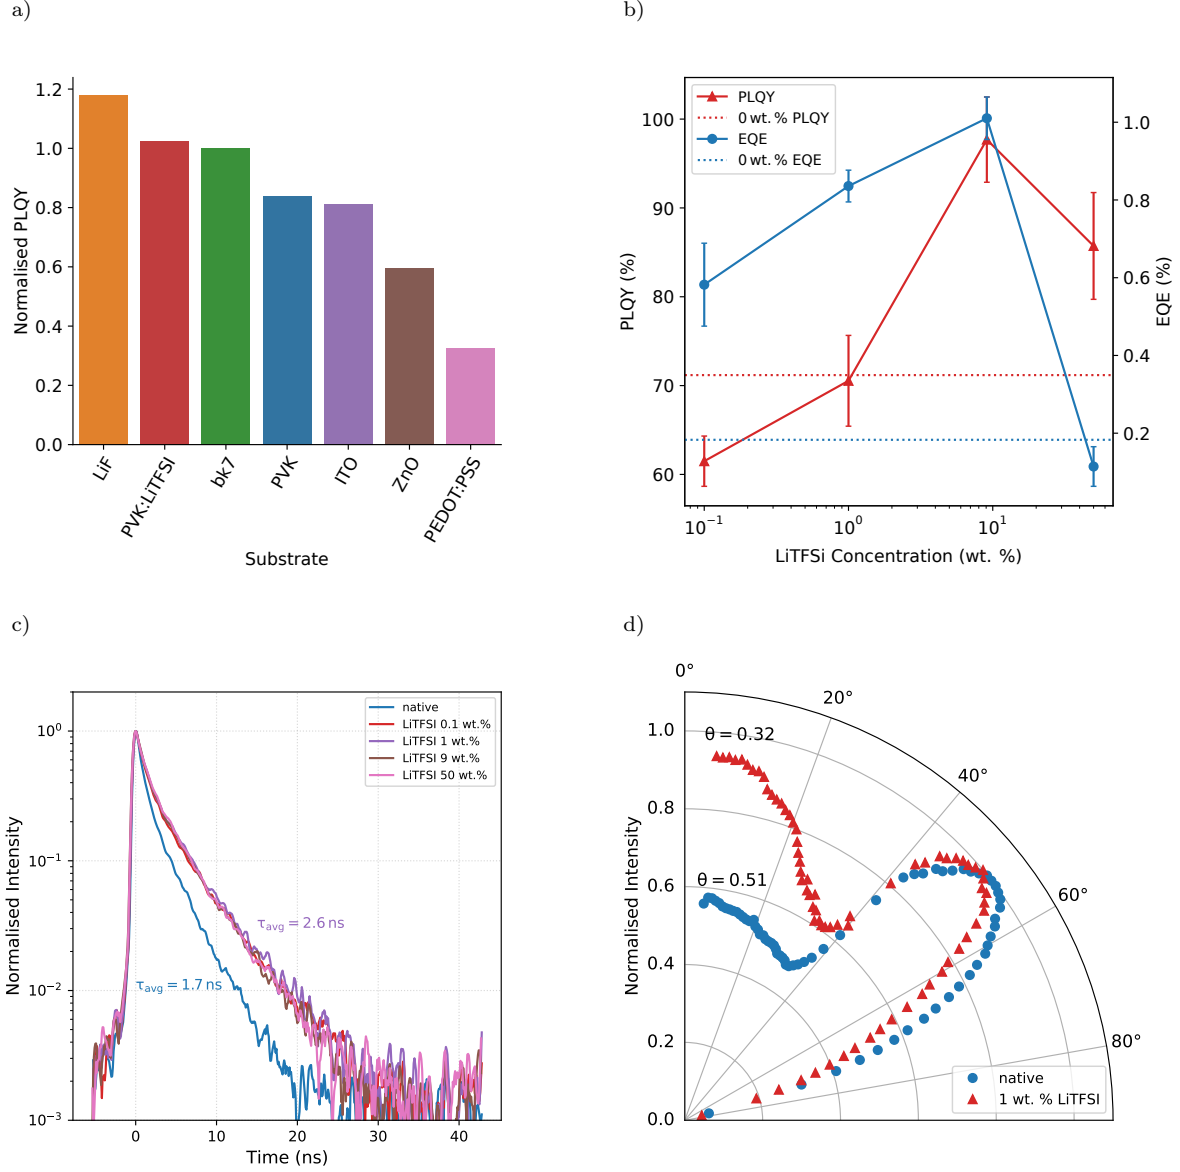 a)
1.2
1.0
0.8
0.6
0.4
0.2
0.0
Normalised PLQY
LiF
PVK:LiTFSI
bk7
PVK
ITO
ZnO
PEDOT:PSS
Substrate
b)
PLQY
0 wt. % PLQY
EQE
0 wt. % EQE
100
90
80
70
60
PLQY (%)
1.0
0.8
0.6
0.4
0.2
EQE (%)
10⁻¹
10⁰
10¹
LiTFSi Concentration (wt. %)
c)
native
LiTFSI 0.1 wt.%
LiTFSI 1 wt.%
LiTFSI 9 wt.%
LiTFSI 50 wt.%
10⁰
10⁻¹
10⁻²
10⁻³
Normalised Intensity
τavg = 2.6 ns
τavg = 1.7 ns
0
10
20
30
40
Time (ns)
d)
0°
20°
40°
60°
80°
1.0
0.8
0.6
0.4
0.2
0.0
Normalised Intensity
θ = 0.32
θ = 0.51
native
1 wt. % LiTFSI